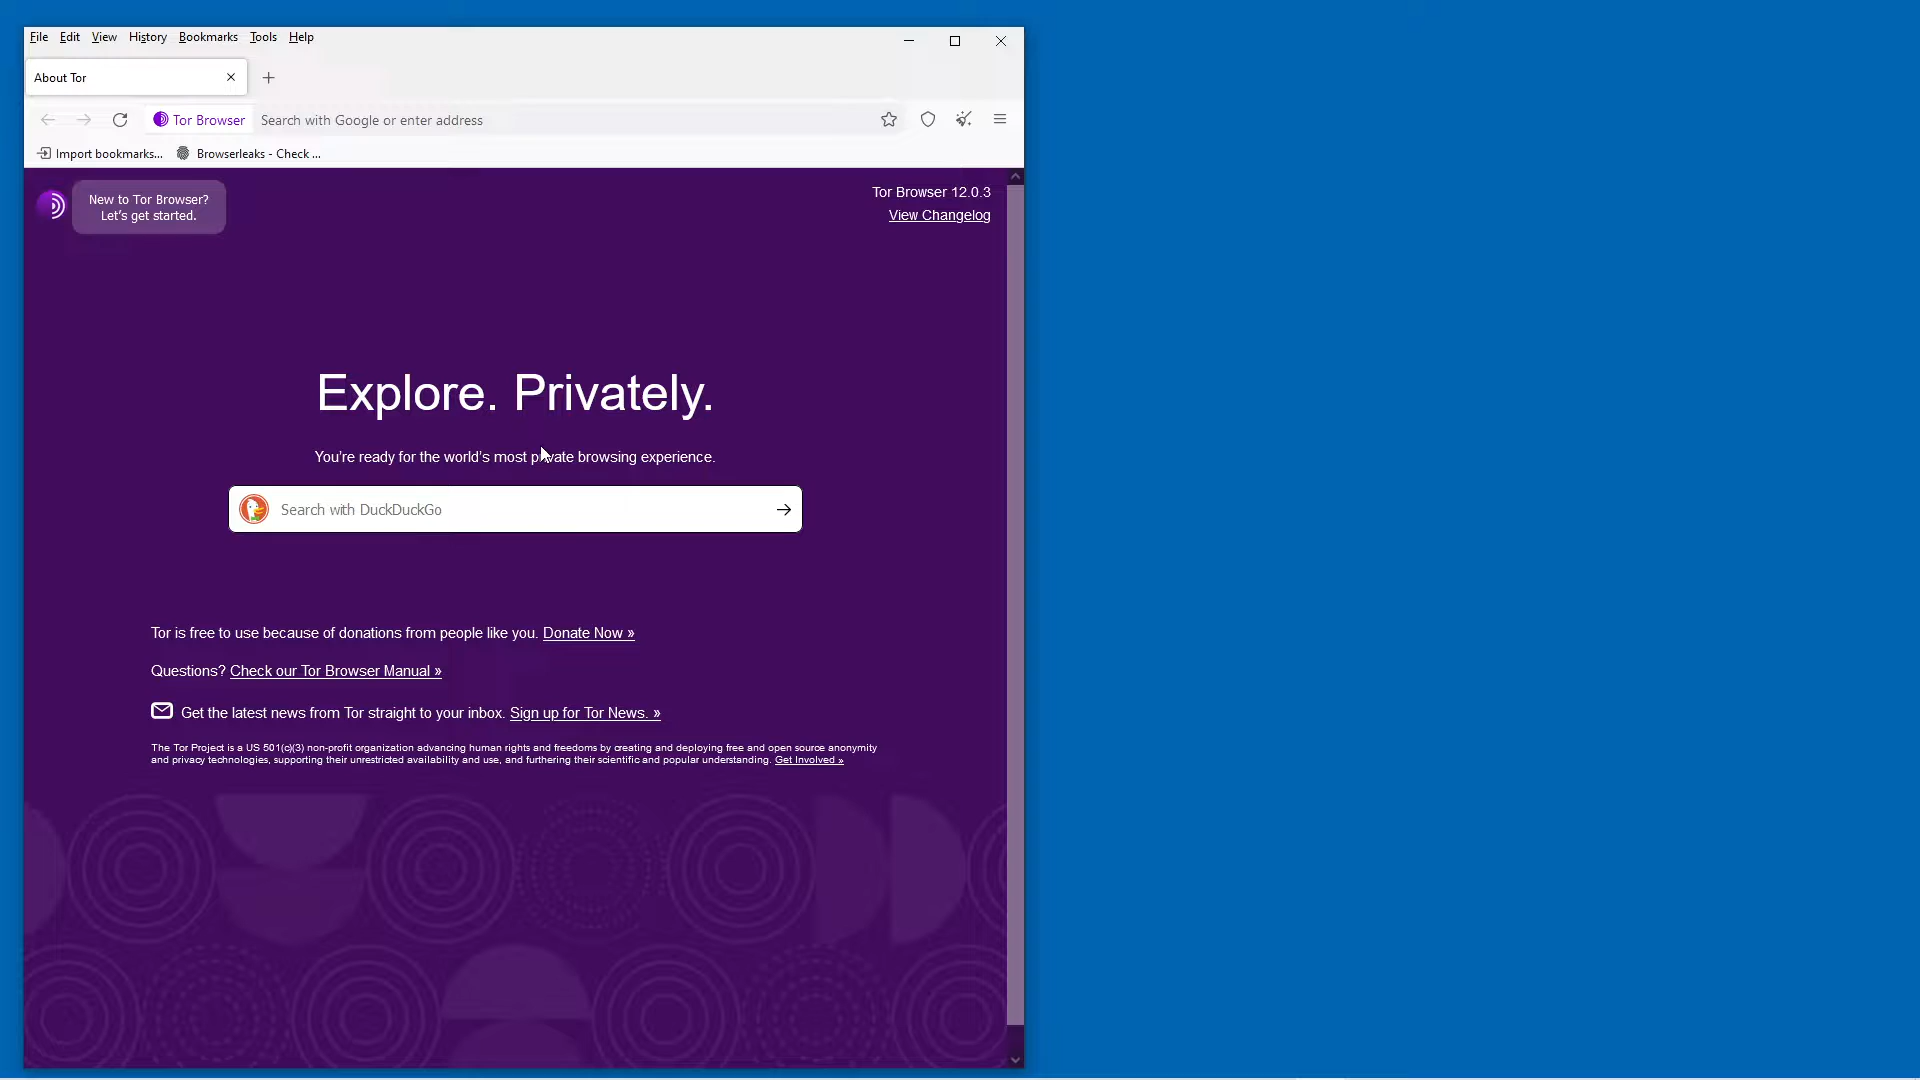 File Edit View History Bookmarks Tools Help
About Tor
Tor Browser Search with Google or enter address
Import bookmarks... Browserleaks - Check ...
New to Tor Browser?
Let's get started.
Tor Browser 12.0.3
View Changelog
Explore. Privately.
You're ready for the world's most private browsing experience.
Search with DuckDuckGo
Tor is free to use because of donations from people like you. Donate Now »
Questions? Check our Tor Browser Manual »
Get the latest news from Tor straight to your inbox. Sign up for Tor News. »
The Tor Project is a US 501(c)(3) non-profit organization advancing human rights and freedoms by creating and deploying free and open source anonymity
and privacy technologies, supporting their unrestricted availability and use, and furthering their scientific and popular understanding. Get Involved »